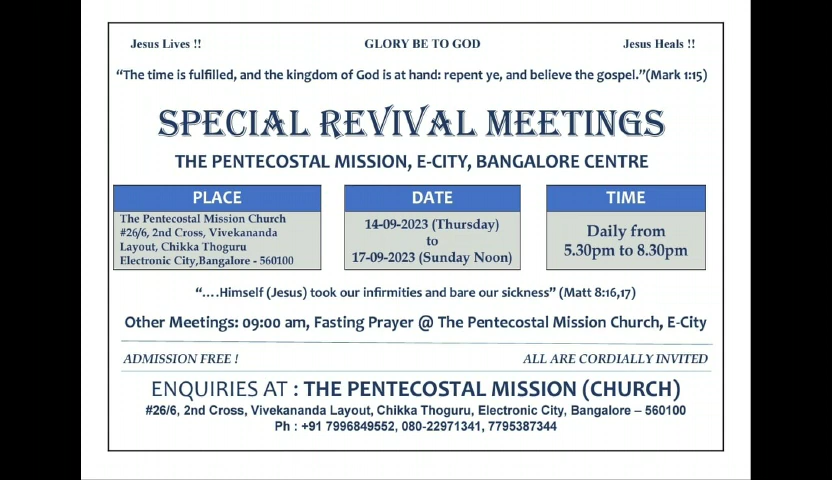 Jesus Lives !! GLORY BE TO GOD Jesus Heals !!
“The time is fulfilled, and the kingdom of God is at hand: repent ye, and believe the gospel.”(Mark 1:15)
SPECIAL REVIVAL MEETINGS
THE PENTECOSTAL MISSION, E-CITY, BANGALORE CENTRE
PLACE
The Pentecostal Mission Church
#26/6, 2nd Cross, Vivekananda
Layout, Chikka Thoguru
Electronic City,Bangalore - 560100
DATE
14-09-2023 (Thursday)
to
17-09-2023 (Sunday Noon)
TIME
Daily from
5.30pm to 8.30pm
“....Himself (Jesus) took our infirmities and bare our sickness” (Matt 8:16,17)
Other Meetings: 09:00 am, Fasting Prayer @ The Pentecostal Mission Church, E-City
ADMISSION FREE ! ALL ARE CORDIALLY INVITED
ENQUIRIES AT : THE PENTECOSTAL MISSION (CHURCH)
#26/6, 2nd Cross, Vivekananda Layout, Chikka Thoguru, Electronic City, Bangalore – 560100
Ph : +91 7996849552, 080-22971341, 7795387344